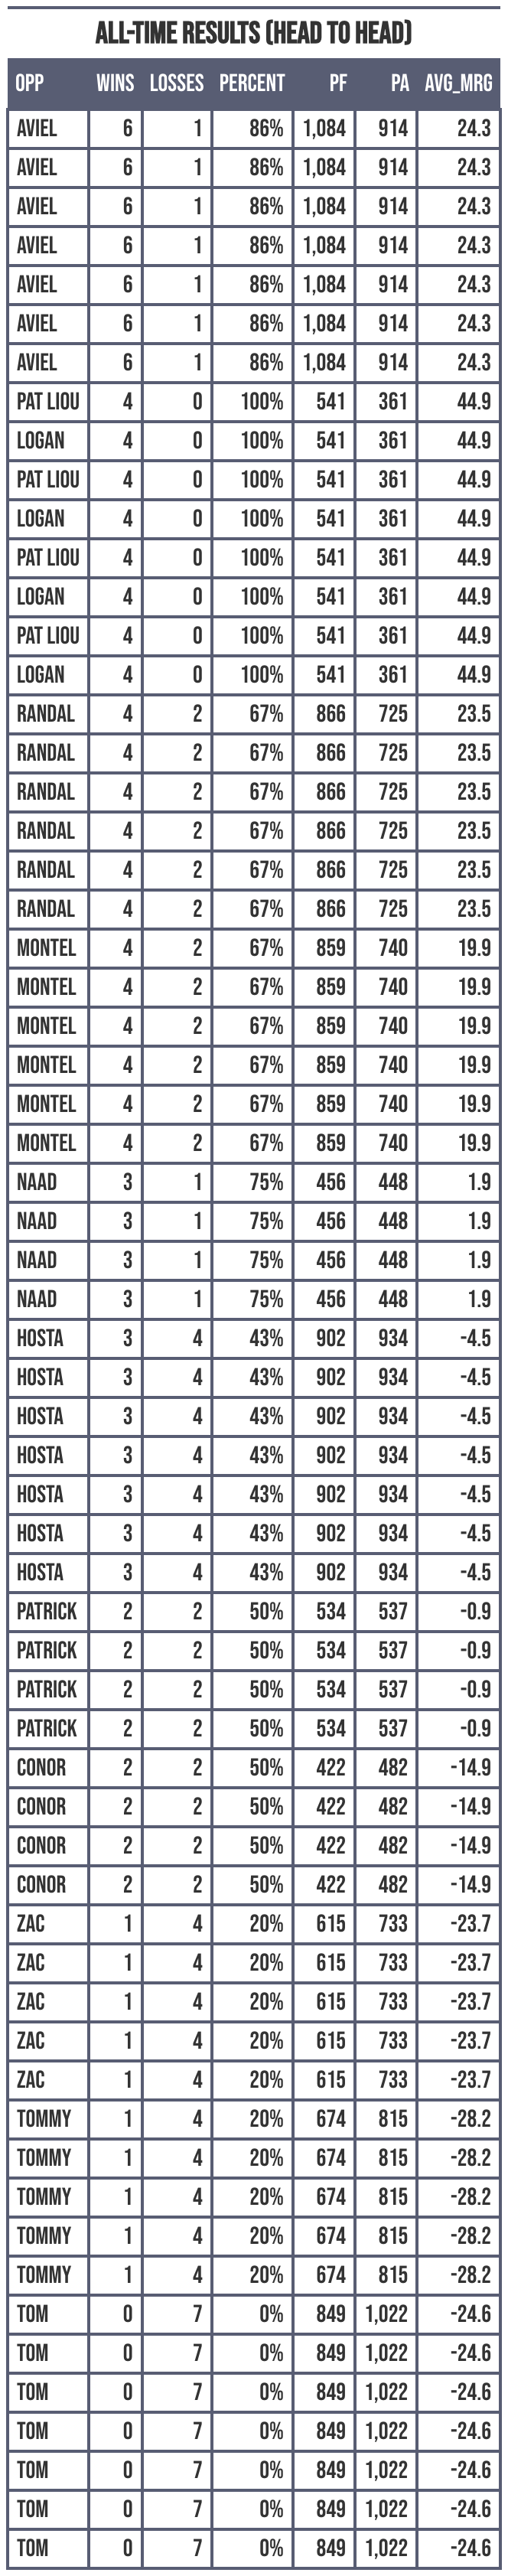 ALL-TIME RESULTS (HEAD TO HEAD)
OPP WINS LOSSES PERCENT PF PA AVG_MRG
AVIEL 6 1 86% 1,084 914 24.3
AVIEL 6 1 86% 1,084 914 24.3
AVIEL 6 1 86% 1,084 914 24.3
AVIEL 6 1 86% 1,084 914 24.3
AVIEL 6 1 86% 1,084 914 24.3
AVIEL 6 1 86% 1,084 914 24.3
AVIEL 6 1 86% 1,084 914 24.3
PAT LIOU 4 0 100% 541 361 44.9
LOGAN 4 0 100% 541 361 44.9
PAT LIOU 4 0 100% 541 361 44.9
LOGAN 4 0 100% 541 361 44.9
PAT LIOU 4 0 100% 541 361 44.9
LOGAN 4 0 100% 541 361 44.9
PAT LIOU 4 0 100% 541 361 44.9
LOGAN 4 0 100% 541 361 44.9
RANDAL 4 2 67% 866 725 23.5
RANDAL 4 2 67% 866 725 23.5
RANDAL 4 2 67% 866 725 23.5
RANDAL 4 2 67% 866 725 23.5
RANDAL 4 2 67% 866 725 23.5
RANDAL 4 2 67% 866 725 23.5
MONTEL 4 2 67% 859 740 19.9
MONTEL 4 2 67% 859 740 19.9
MONTEL 4 2 67% 859 740 19.9
MONTEL 4 2 67% 859 740 19.9
MONTEL 4 2 67% 859 740 19.9
MONTEL 4 2 67% 859 740 19.9
NAAD 3 1 75% 456 448 1.9
NAAD 3 1 75% 456 448 1.9
NAAD 3 1 75% 456 448 1.9
NAAD 3 1 75% 456 448 1.9
HOSTA 3 4 43% 902 934 -4.5
HOSTA 3 4 43% 902 934 -4.5
HOSTA 3 4 43% 902 934 -4.5
HOSTA 3 4 43% 902 934 -4.5
HOSTA 3 4 43% 902 934 -4.5
HOSTA 3 4 43% 902 934 -4.5
HOSTA 3 4 43% 902 934 -4.5
PATRICK 2 2 50% 534 537 -0.9
PATRICK 2 2 50% 534 537 -0.9
PATRICK 2 2 50% 534 537 -0.9
PATRICK 2 2 50% 534 537 -0.9
CONOR 2 2 50% 422 482 -14.9
CONOR 2 2 50% 422 482 -14.9
CONOR 2 2 50% 422 482 -14.9
CONOR 2 2 50% 422 482 -14.9
ZAC 1 4 20% 615 733 -23.7
ZAC 1 4 20% 615 733 -23.7
ZAC 1 4 20% 615 733 -23.7
ZAC 1 4 20% 615 733 -23.7
ZAC 1 4 20% 615 733 -23.7
TOMMY 1 4 20% 674 815 -28.2
TOMMY 1 4 20% 674 815 -28.2
TOMMY 1 4 20% 674 815 -28.2
TOMMY 1 4 20% 674 815 -28.2
TOMMY 1 4 20% 674 815 -28.2
TOM 0 7 0% 849 1,022 -24.6
TOM 0 7 0% 849 1,022 -24.6
TOM 0 7 0% 849 1,022 -24.6
TOM 0 7 0% 849 1,022 -24.6
TOM 0 7 0% 849 1,022 -24.6
TOM 0 7 0% 849 1,022 -24.6
TOM 0 7 0% 849 1,022 -24.6